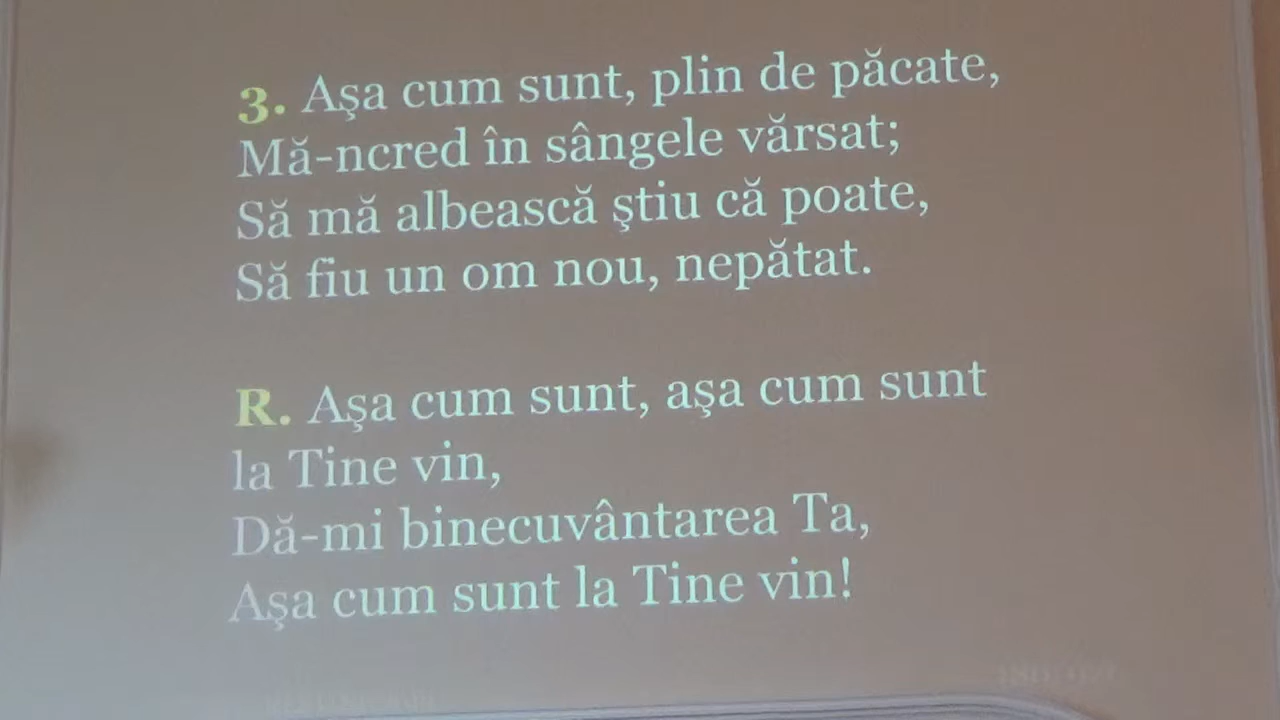 3. Aşa cum sunt, plin de păcate,
Mă-ncred în sângele vărsat;
Să mă albească ştiu că poate,
Să fiu un om nou, nepătat.
R. Aşa cum sunt, aşa cum sunt
la Tine vin,
Dă-mi binecuvântarea Ta,
Aşa cum sunt la Tine vin!